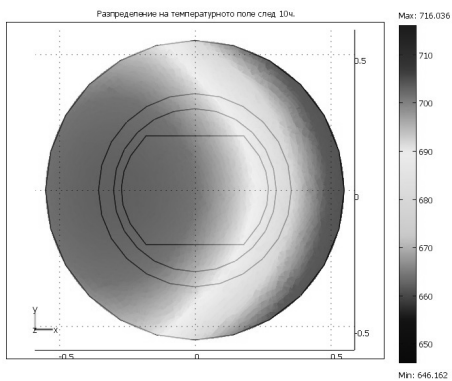 Разпределение на температурното поле след 10ч.
Max: 716.036
710
700
690
680
670
660
650
Min: 646.162
0.5
0
-0.5
-0.5
0
0.5
y
z
x